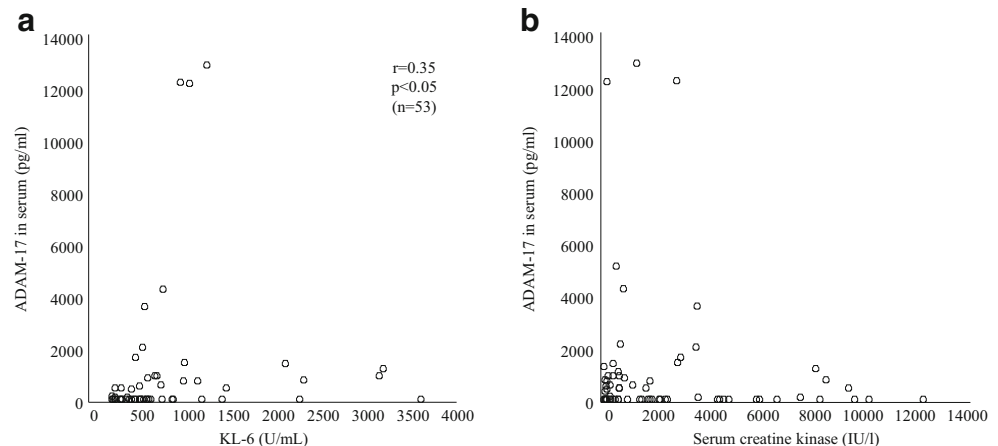 a
14000
12000
10000
8000
6000
4000
2000
0
ADAM-17 in serum (pg/ml)
r=0.35
p<0.05
(n=53)
0 500 1000 1500 2000 2500 3000 3500 4000
KL-6 (U/mL)
b
14000
12000
10000
8000
6000
4000
2000
0
ADAM-17 in serum (pg/ml)
0 2000 4000 6000 8000 10000 12000 14000
Serum creatine kinase (IU/l)